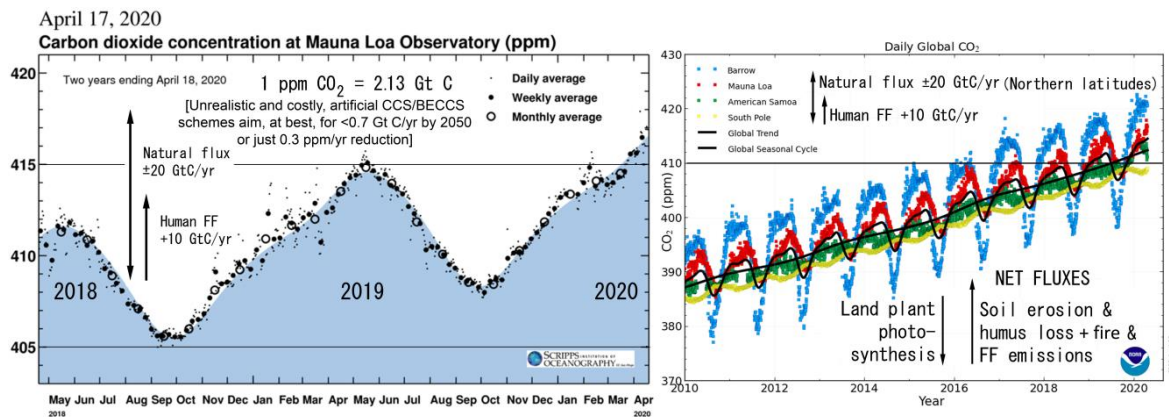 April 17, 2020
Carbon dioxide concentration at Mauna Loa Observatory (ppm)
Two years ending April 18, 2020
1 ppm CO₂ = 2.13 Gt C
[Unrealistic and costly, artificial CCS/BECCS
schemes aim, at best, for <0.7 Gt C/yr by 2050
or just 0.3 ppm/yr reduction]
Daily average
Weekly average
Monthly average
420
415
410
405
Natural flux
±20 GtC/yr
Human FF
+10 GtC/yr
2018
2019
2020
SCRIPPS INSTITUTION OF
OCEANOGRAPHY
May Jun Jul Aug Sep Oct Nov Dec Jan Feb Mar Apr May Jun Jul Aug Sep Oct Nov Dec Jan Feb Mar Apr
2018 2020
Daily Global CO₂
Barrow
Mauna Loa
American Samoa
South Pole
Global Trend
Global Seasonal Cycle
Natural flux ±20 GtC/yr (Northern latitudes)
Human FF +10 GtC/yr
430
420
410
400
390
380
370
CO₂ (ppm)
Land plant
photo-
synthesis
NET FLUXES
Soil erosion &
humus loss + fire &
FF emissions
NOAA
2010 2012 2014 2016 2018 2020
Year